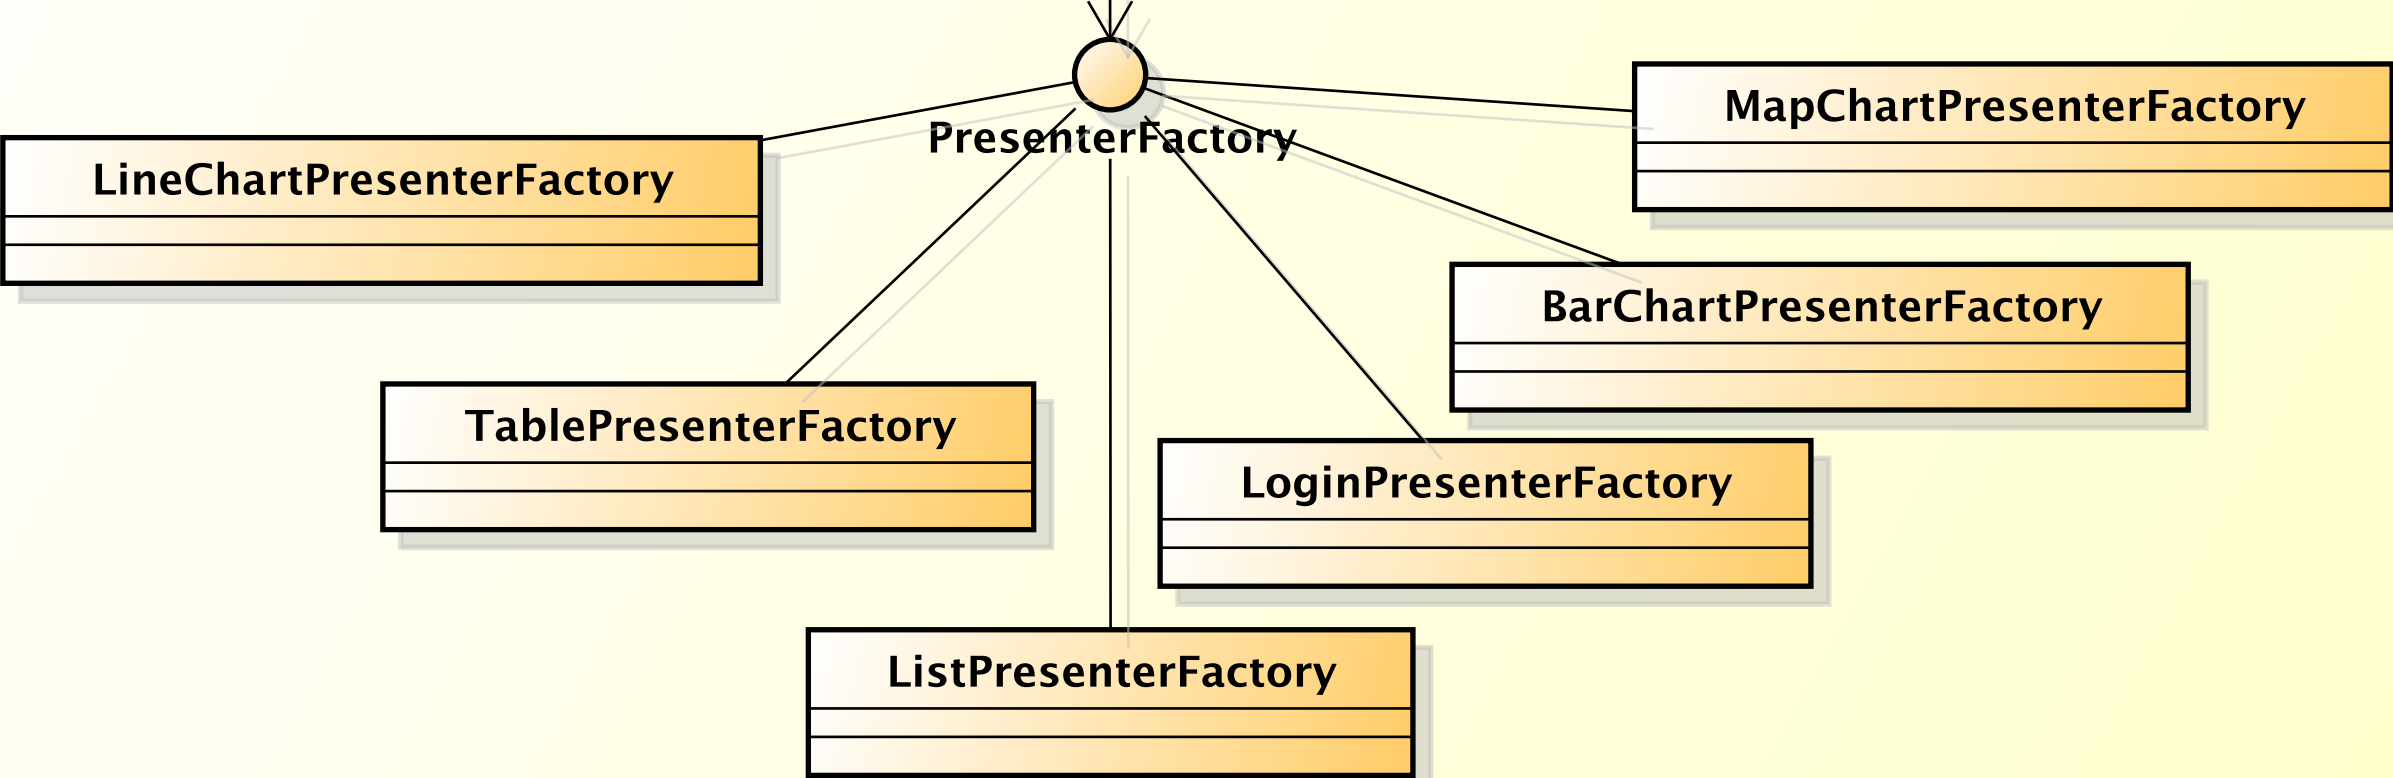 MapChartPresenterFactory
PresenterFactory
LineChartPresenterFactory
BarChartPresenterFactory
TablePresenterFactory
LoginPresenterFactory
ListPresenterFactory